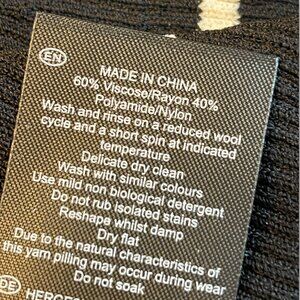 EN
MADE IN CHINA
60% Viscose/Rayon 40%
Polyamide/Nylon
Wash and rinse on a reduced wool
cycle and a short spin at indicated
temperature
Delicate dry clean
Wash with similar colours
Use mild non biological detergent
Do not rub isolated stains
Reshape whilst damp
Dry flat
Due to the natural characteristics of
this yarn pilling may occur during wear
Do not soak
DE